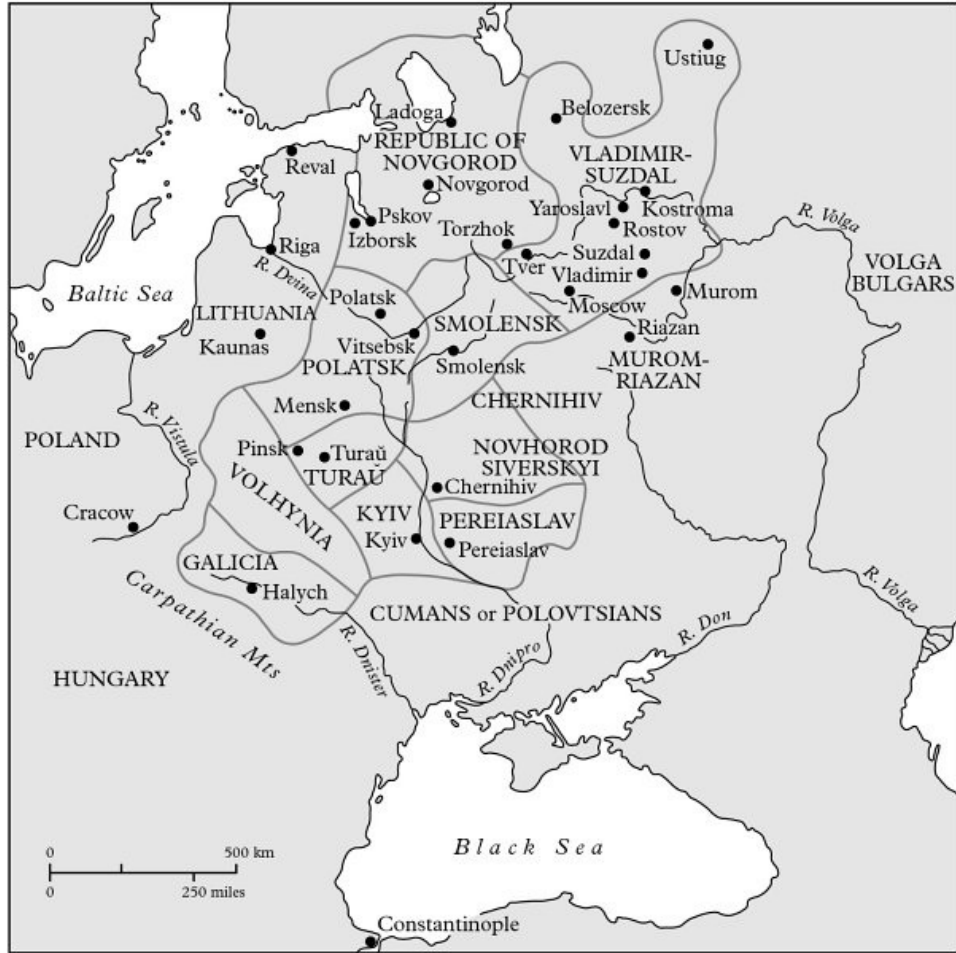 Ustiug
Belozersk
Ladoga
REPUBLIC OF
NOVGOROD
Reval
VLADIMIR-
SUZDAL
Novgorod
Yaroslavl
Kostroma
Pskov
Izborsk
Torzhok
Rostov
R. Volga
Riga
Tver
Suzdal
R. Dvina
Vladimir
VOLGA
BULGARS
Baltic Sea
Polatsk
Moscow
Murom
LITHUANIA
SMOLENSK
Riazan
Kaunas
Vitsebsk
POLATSK
Smolensk
MUROM-
RIAZAN
Mensk
CHERNIHIV
R. Vistula
POLAND
Pinsk
Turaŭ
TURAŬ
NOVHOROD
SIVERSKYI
Chernihiv
VOLHYNIA
KYIV
PEREIASLAV
Cracow
Kyiv
Pereiaslav
GALICIA
Halych
Carpathian Mts
CUMANS or POLOVTSIANS
R. Volga
R. Don
R. Dnister
R. Dnipro
HUNGARY
Black Sea
0 500 km
0 250 miles
Constantinople